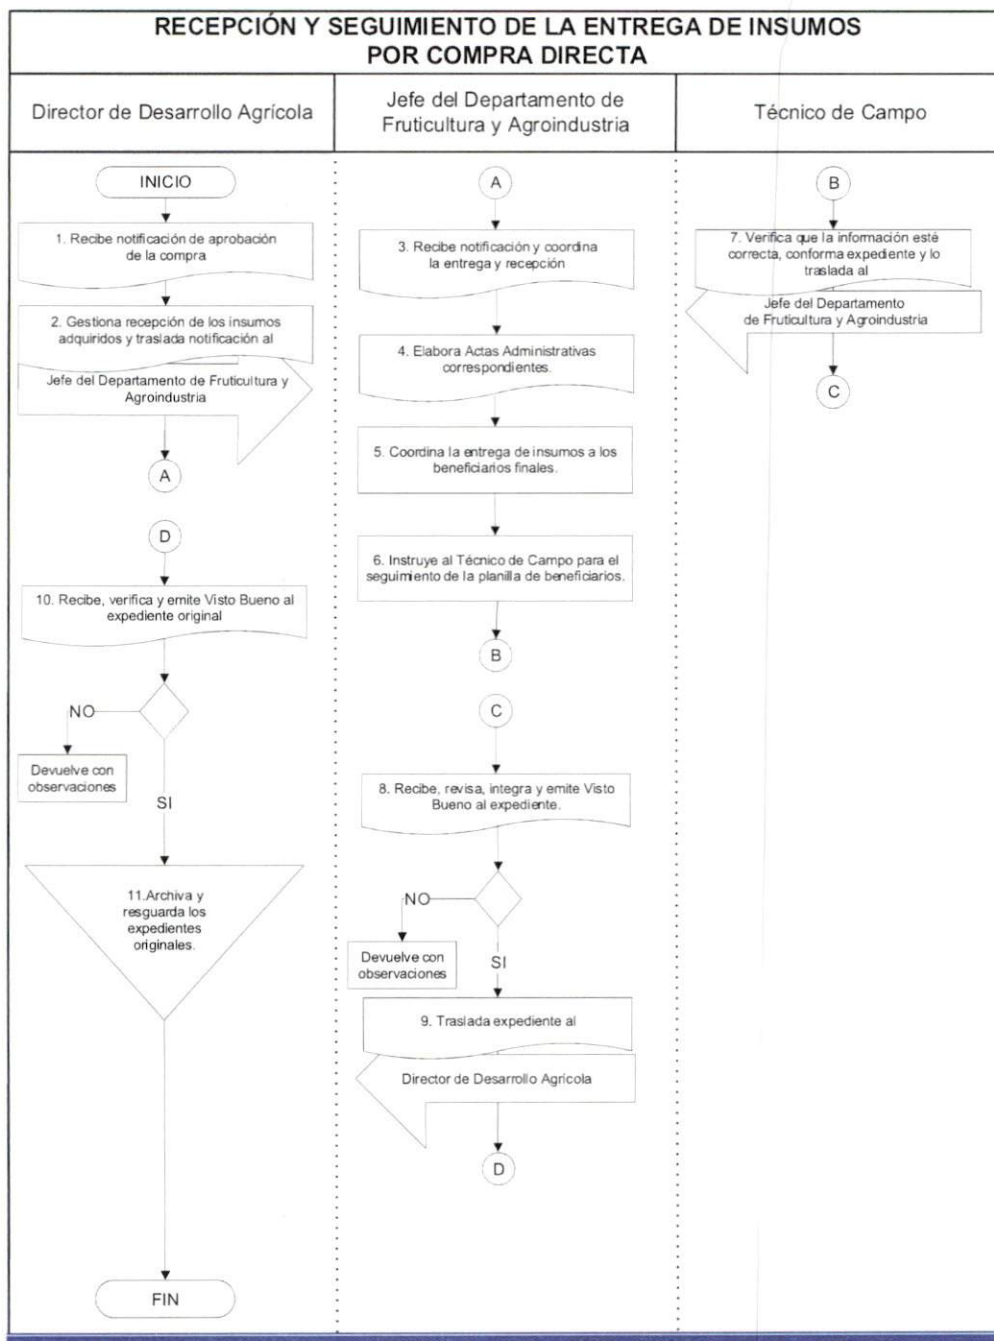 RECEPCIÓN Y SEGUIMIENTO DE LA ENTREGA DE INSUMOS
POR COMPRA DIRECTA
Director de Desarrollo Agrícola
Jefe del Departamento de
Fruticultura y Agroindustria
Técnico de Campo
INICIO
1. Recibe notificación de aprobación
de la compra
2. Gestiona recepción de los insumos
adquiridos y traslada notificación al
Jefe del Departamento de Fruticultura y
Agroindustria
A
D
10. Recibe, verifica y emite Visto Bueno al
expediente original
NO
Devuelve con
observaciones
SI
11.Archiva y
resguarda los
expedientes
originales.
FIN
A
3. Recibe notificación y coordina
la entrega y recepción
4. Elabora Actas Administrativas
correspondientes.
5. Coordina la entrega de insumos a los
beneficiarios finales.
6. Instruye al Técnico de Campo para el
seguimiento de la planilla de beneficiarios.
B
C
8. Recibe, revisa, integra y emite Visto
Bueno al expediente.
NO
Devuelve con
observaciones
SI
9. Traslada expediente al
Director de Desarrollo Agrícola
D
B
7. Verifica que la información esté
correcta, conforma expediente y lo
traslada al
Jefe del Departamento
de Fruticultura y Agroindustria
C